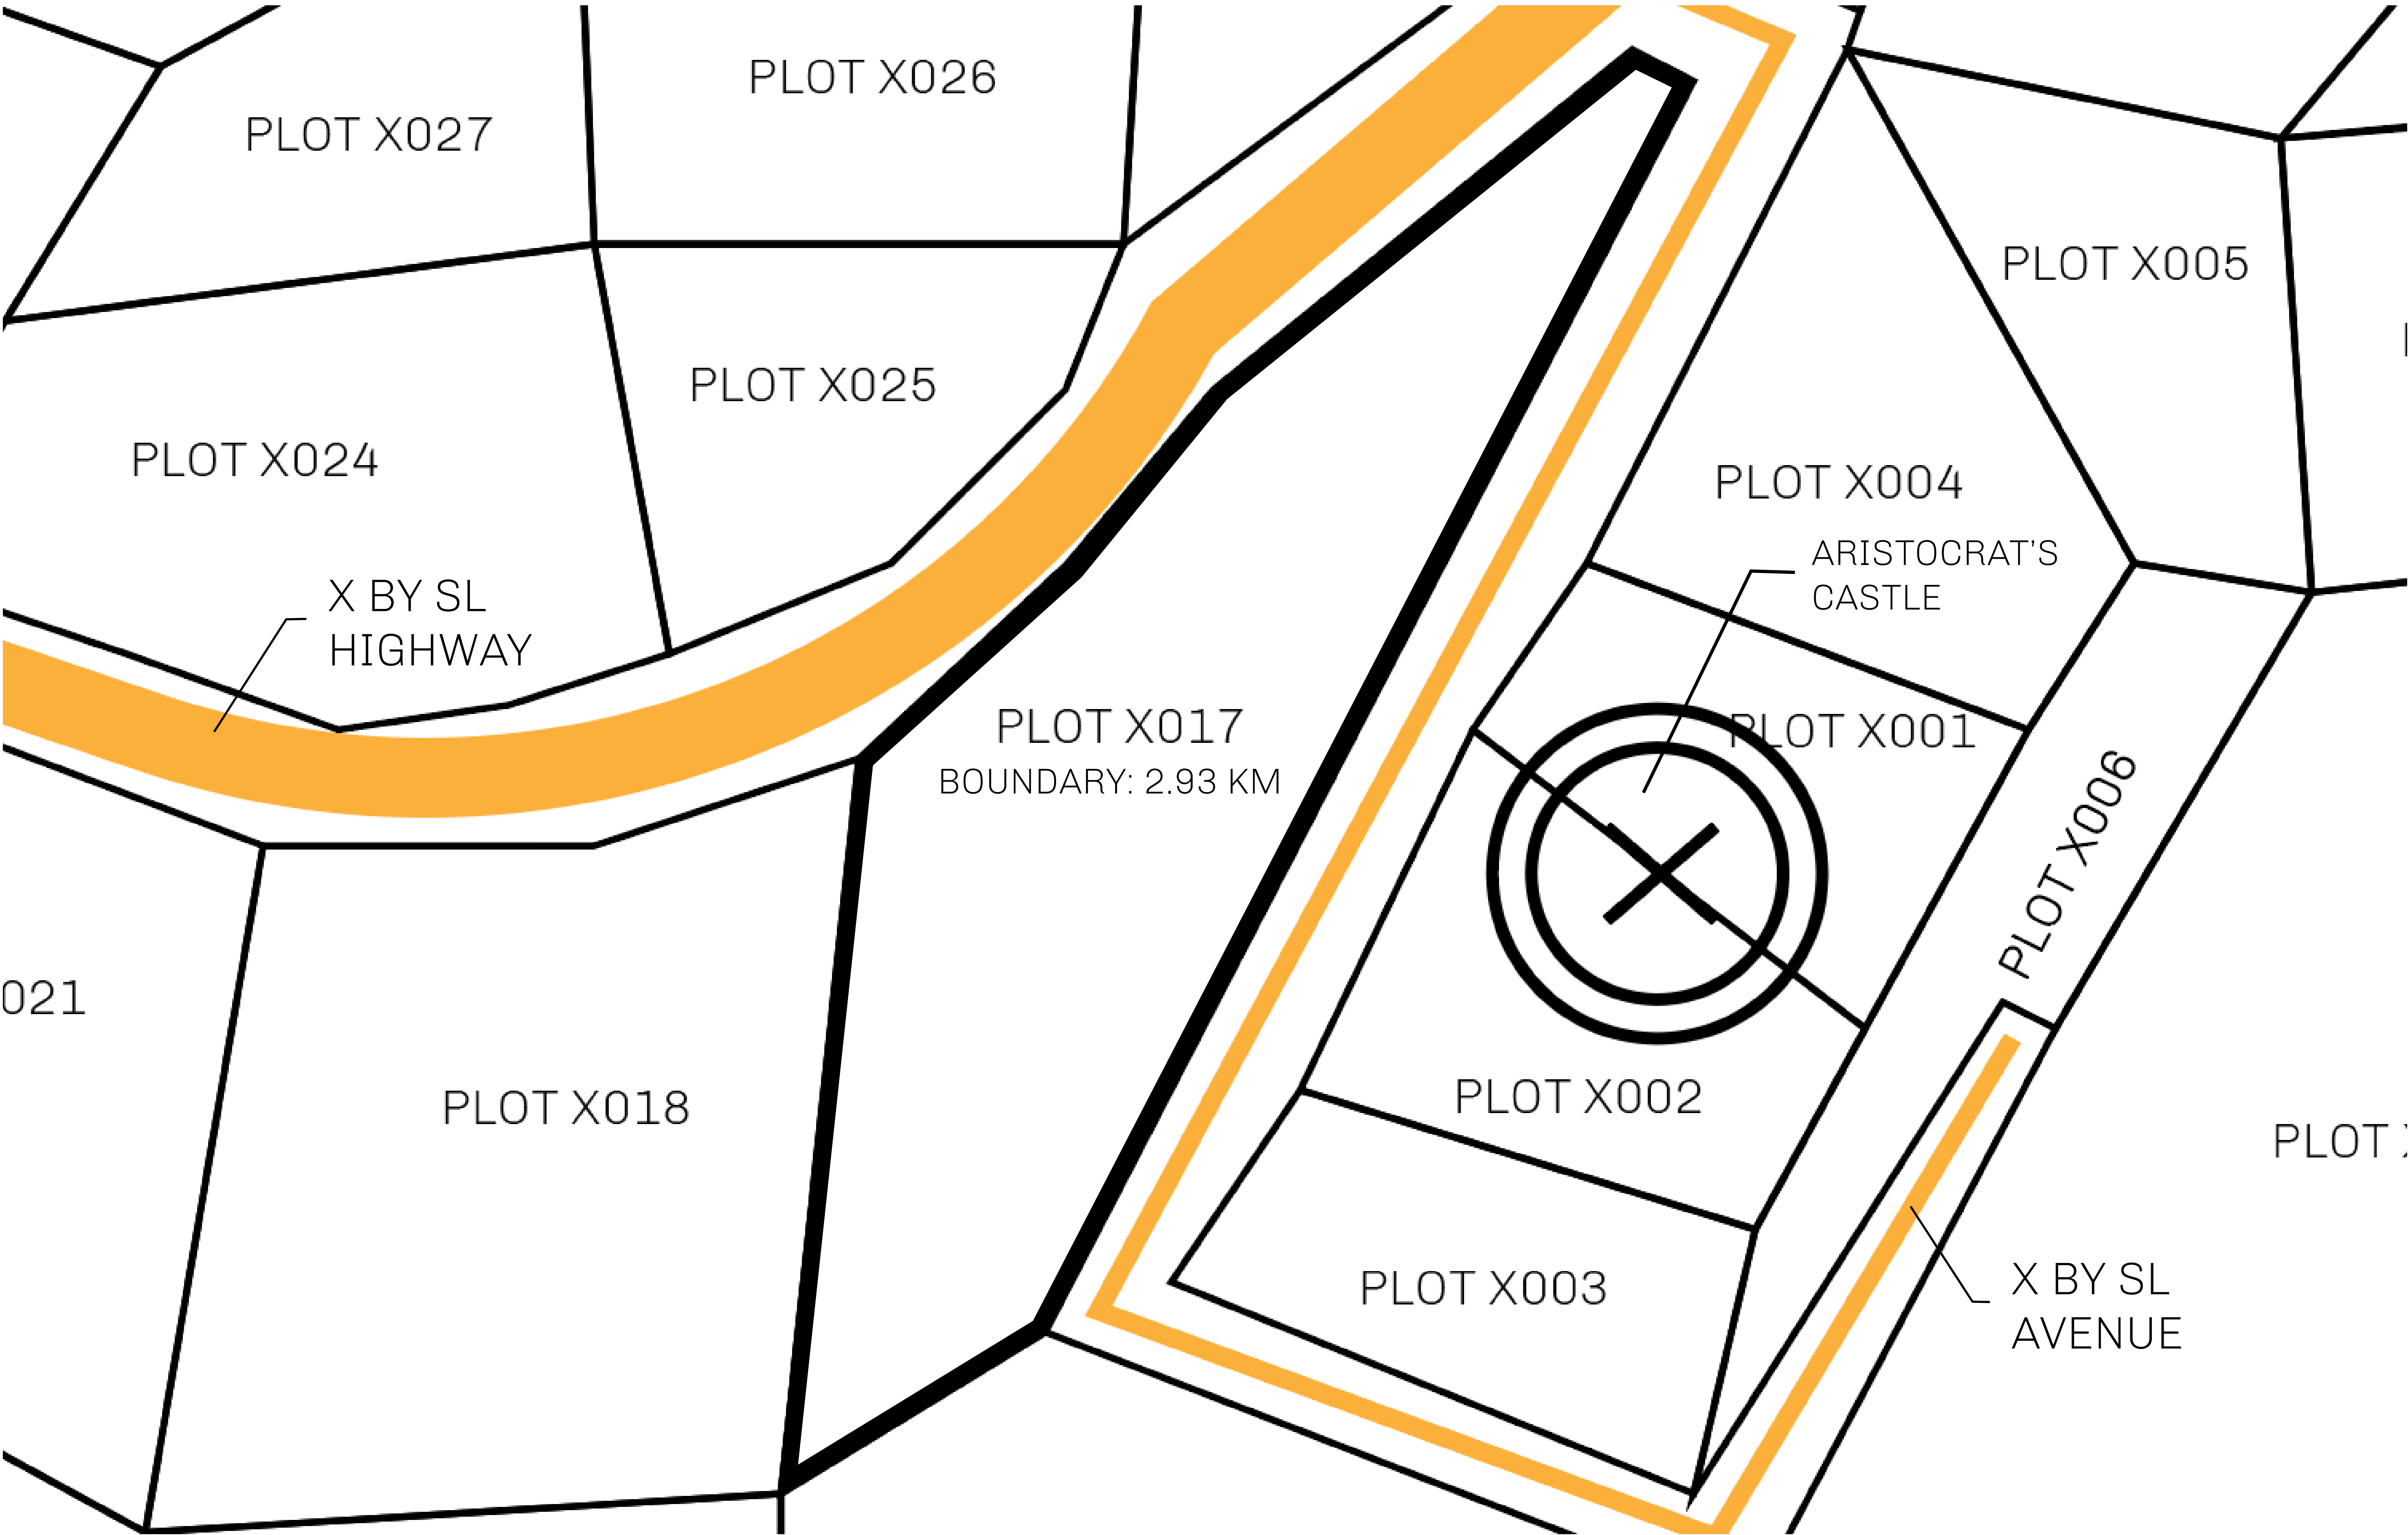 PLOT X026
PLOT X027
PLOT X005
PLOT X025
PLOT X024
PLOT X004
ARISTOCRAT'S
CASTLE
X BY SL
HIGHWAY
PLOT X017
BOUNDARY: 2.93 KM
PLOT X001
PLOT X006
021
PLOT X002
PLOT X018
PLOT
PLOT X003
X BY SL
AVENUE